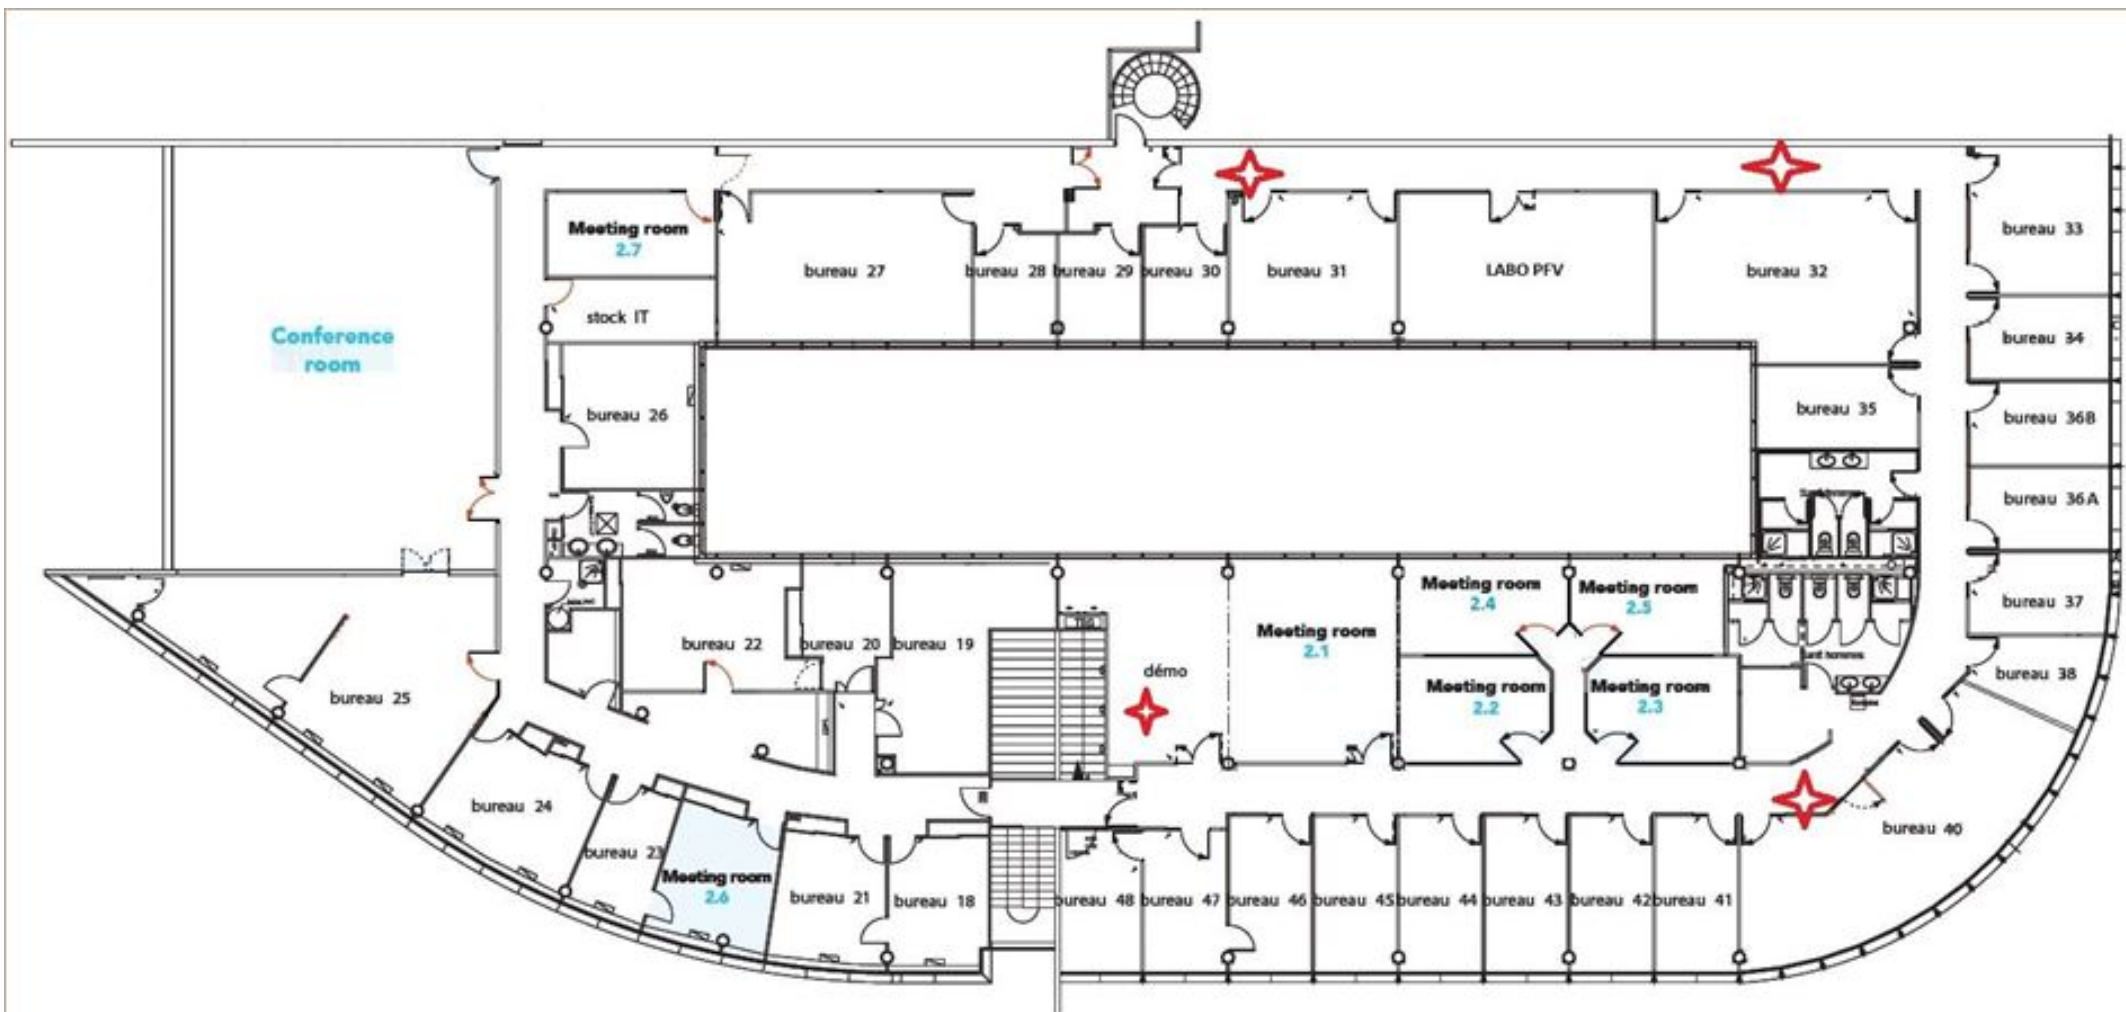 Meeting room
2.7
bureau 27
bureau 28
bureau 29
bureau 30
bureau 31
LABO PFV
bureau 32
bureau 33
stock IT
Conference
room
bureau 34
bureau 26
bureau 35
bureau 36B
bureau 36A
Meeting room
2.4
Meeting room
2.5
bureau 37
Meeting room
2.1
bureau 22
bureau 20
bureau 19
démo
bureau 25
Meeting room
2.2
Meeting room
2.3
bureau 38
bureau 24
bureau 23
Meeting room
2.6
bureau 21
bureau 18
bureau 48
bureau 47
bureau 46
bureau 45
bureau 44
bureau 43
bureau 42
bureau 41
bureau 40